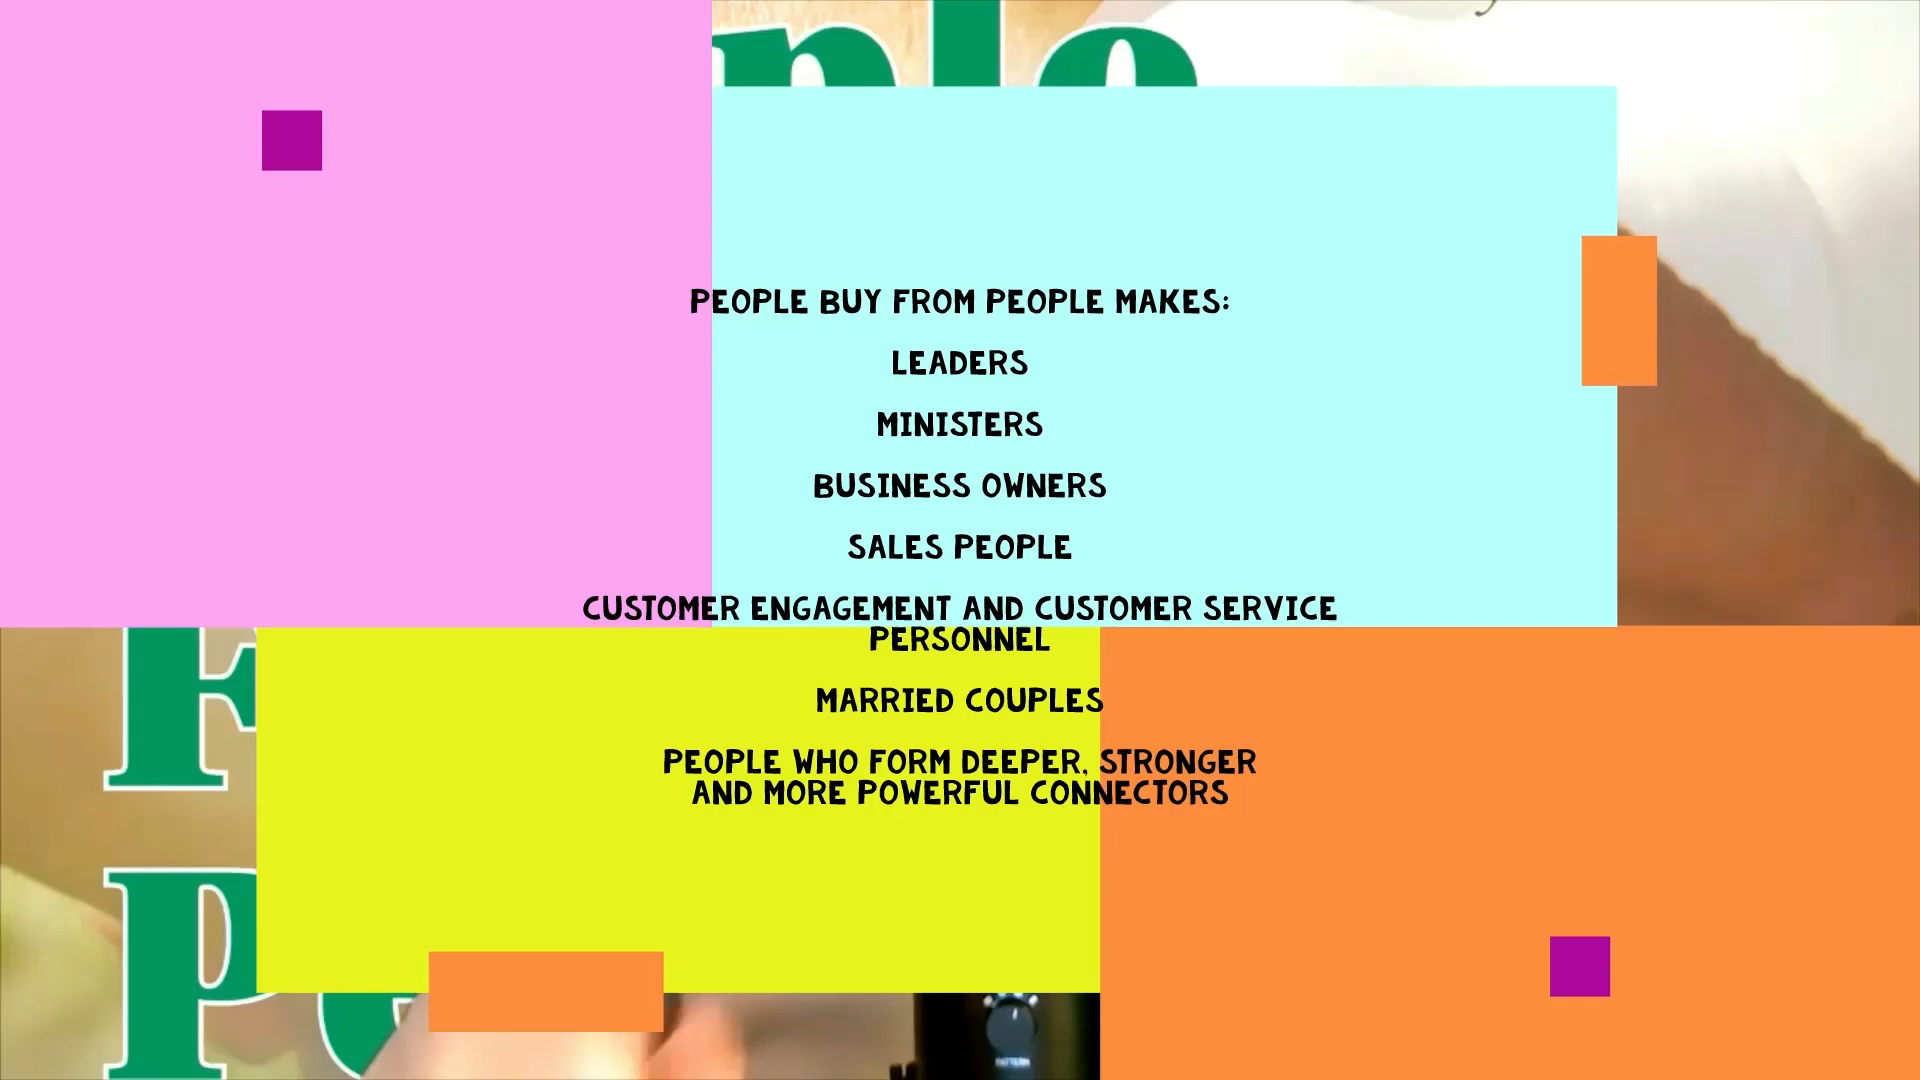 PEOPLE BUY FROM PEOPLE MAKES:
LEADERS
MINISTERS
BUSINESS OWNERS
SALES PEOPLE
CUSTOMER ENGAGEMENT AND CUSTOMER SERVICE
PERSONNEL
MARRIED COUPLES
PEOPLE WHO FORM DEEPER, STRONGER
AND MORE POWERFUL CONNECTORS
PATTERN